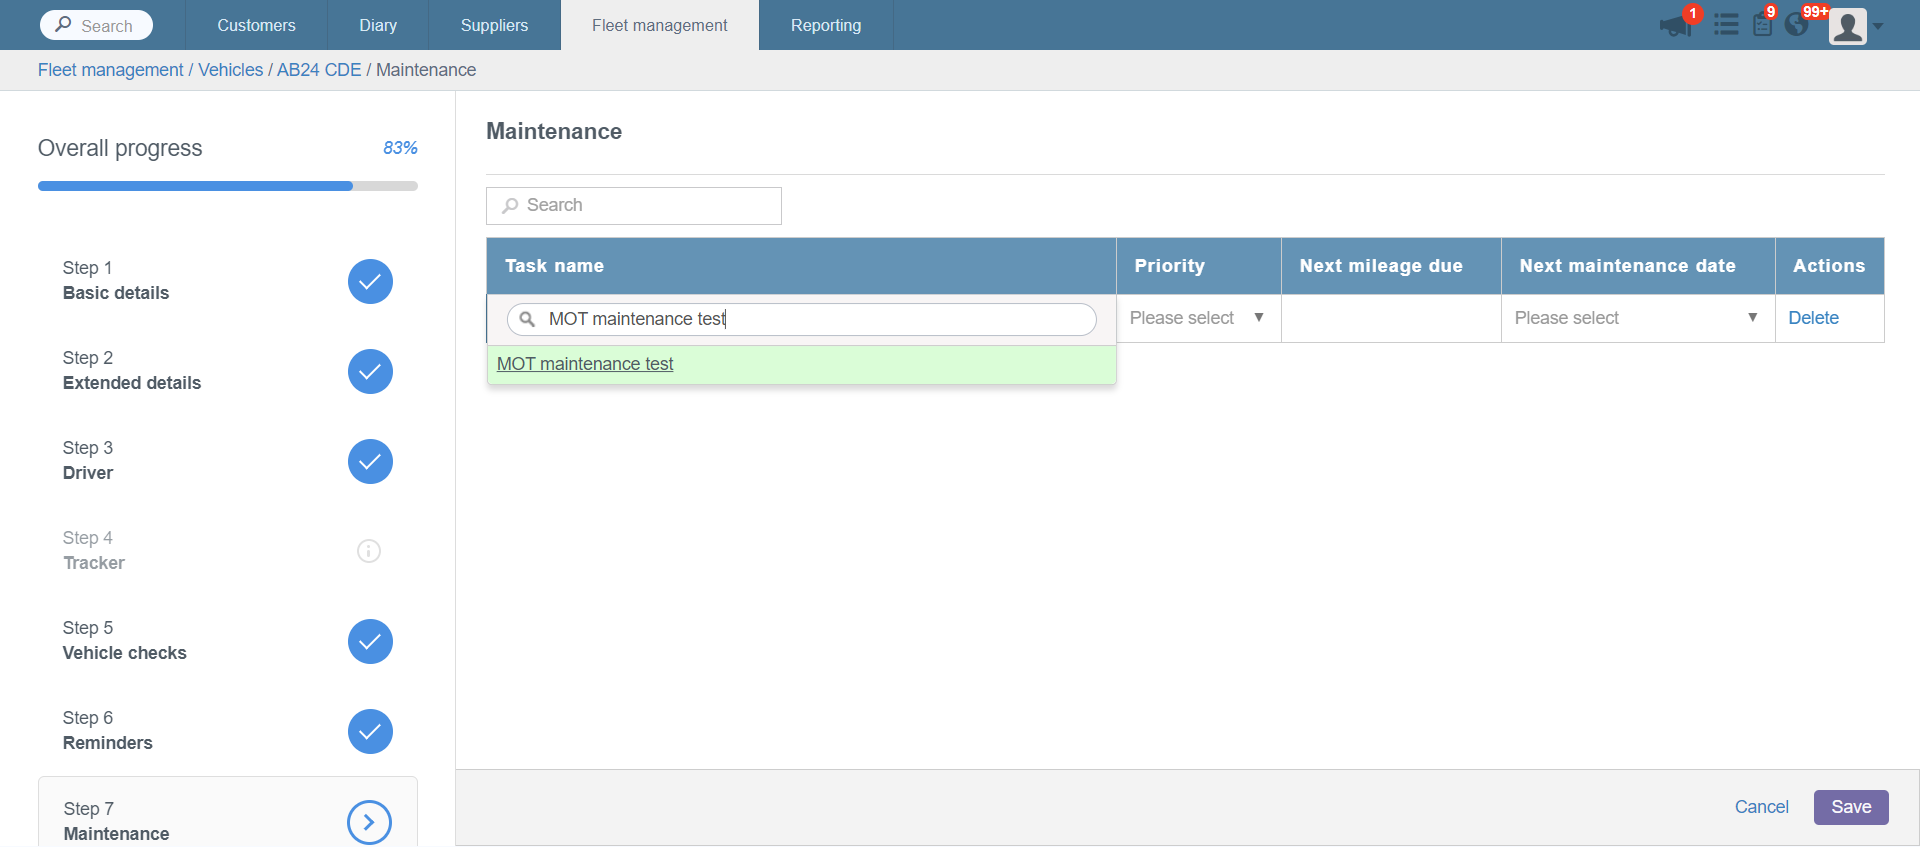 Search
Customers
Diary
Suppliers
Fleet management
Reporting
1
9
99+
Fleet management / Vehicles / AB24 CDE / Maintenance
Overall progress
83%
Step 1
Basic details
Step 2
Extended details
Step 3
Driver
Step 4
Tracker
Step 5
Vehicle checks
Step 6
Reminders
Step 7
Maintenance
Maintenance
Search
Task name
Priority
Next mileage due
Next maintenance date
Actions
MOT maintenance test
Please select
Please select
Delete
MOT maintenance test
Cancel
Save